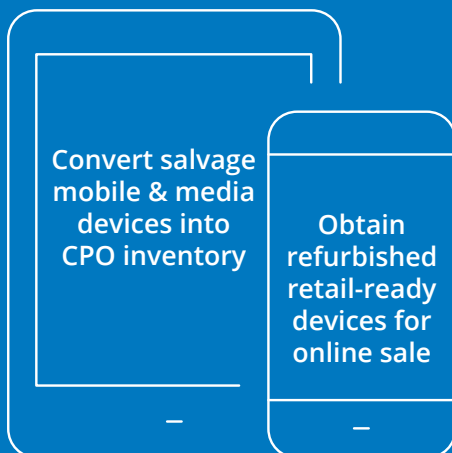 Convert salvage
mobile & media
devices into
CPO inventory
Obtain
refurbished
retail-ready
devices for
online sale